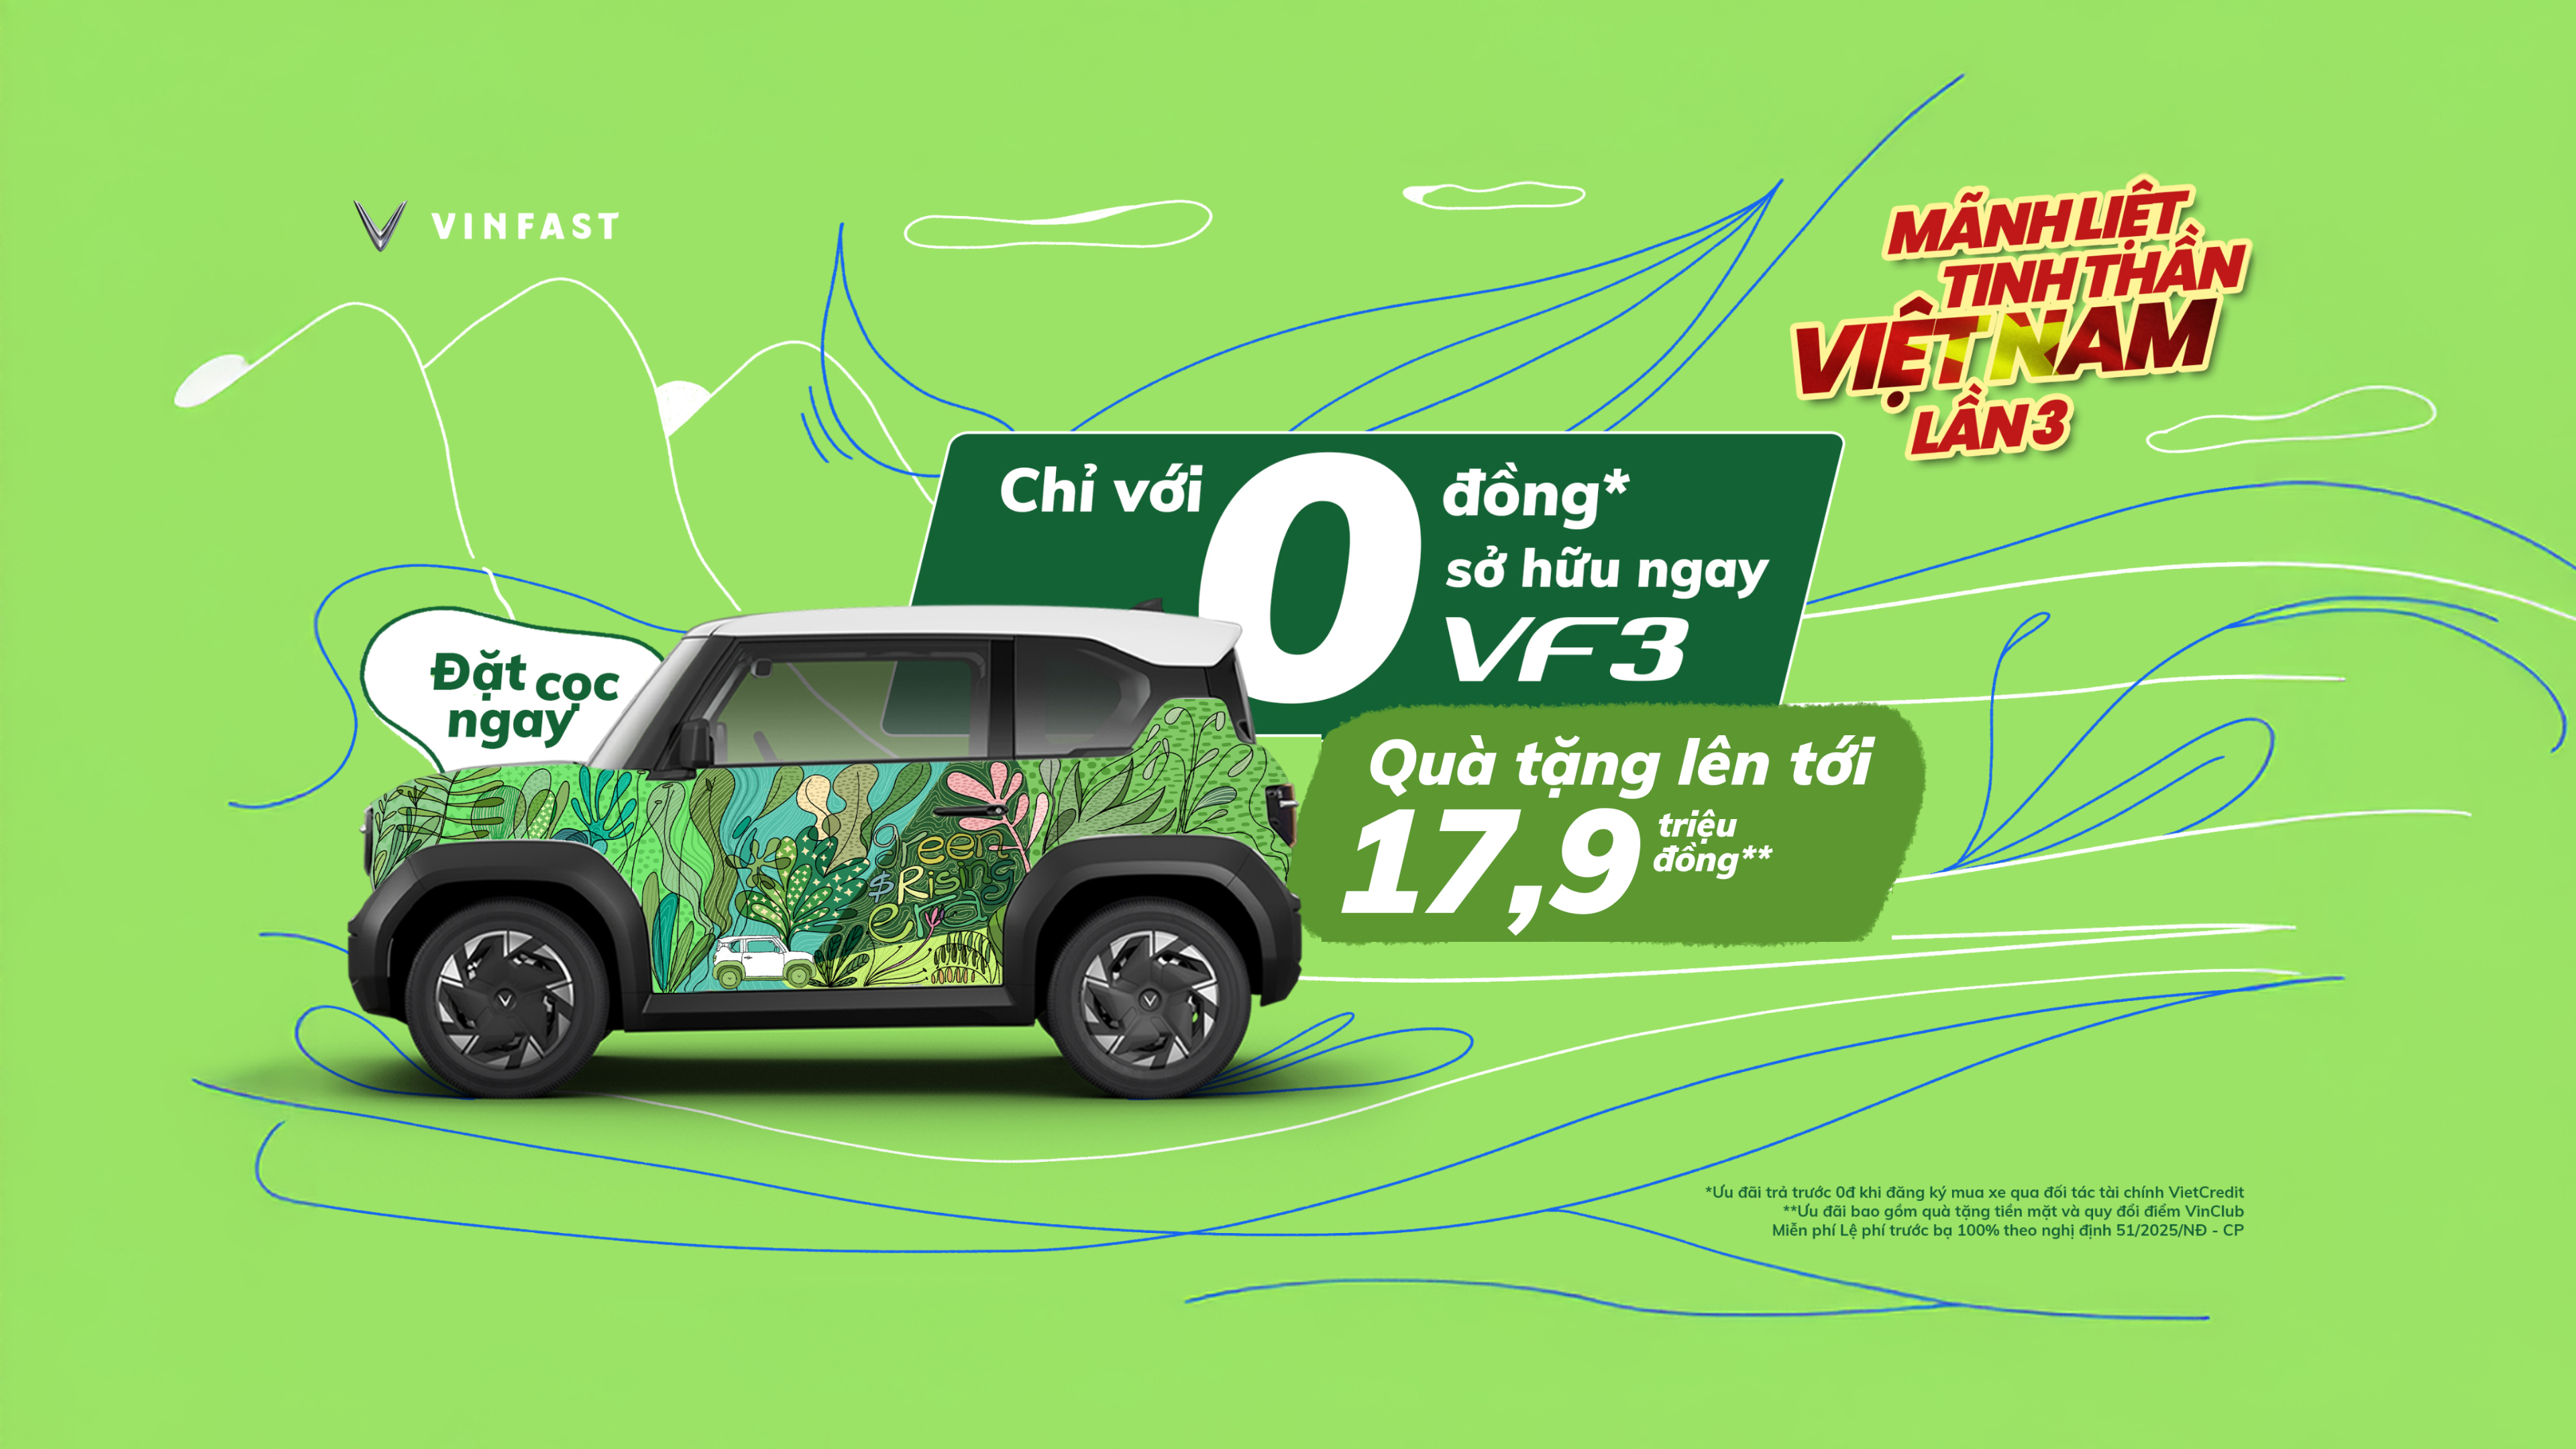 VINFAST
MÃNH LIỆT
TINH THẦN
VIỆT NAM
LẦN 3
Chỉ với 0 đồng*
sở hữu ngay
VF3
Đặt cọc
ngay
Quà tặng lên tới
17,9 triệu
đồng**
green
$Rising
era
*Ưu đãi trả trước 0đ khi đăng ký mua xe qua đối tác tài chính VietCredit
**Ưu đãi bao gồm quà tặng tiền mặt và quy đổi điểm VinClub
Miễn phí Lệ phí trước bạ 100% theo nghị định 51/2025/NĐ - CP